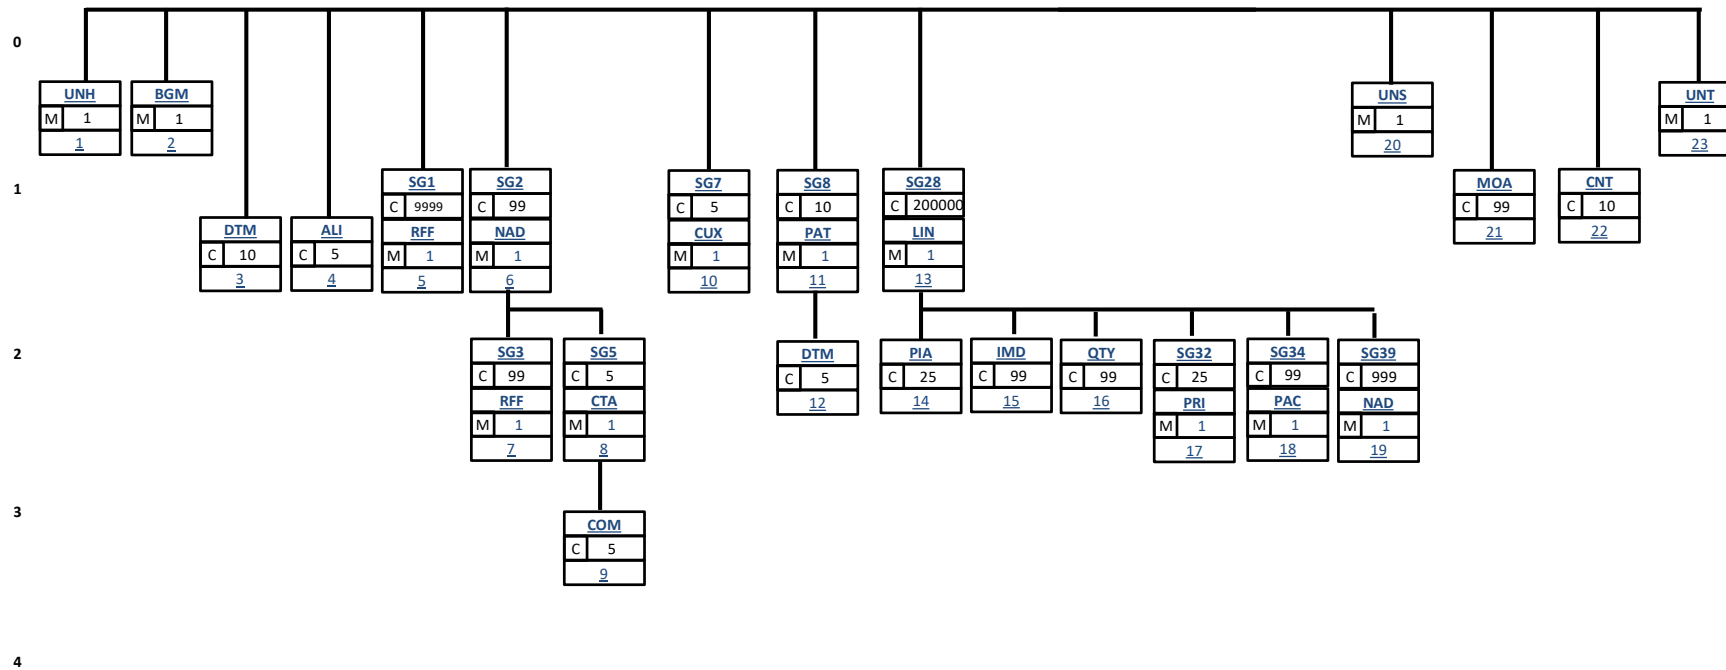 0
UNH
M 1
1
BGM
M 1
2
UNS
M 1
20
UNT
M 1
23
1
DTM
C 10
3
ALI
C 5
4
SG1
C 9999
RFF
M 1
5
SG2
C 99
NAD
M 1
6
SG7
C 5
CUX
M 1
10
SG8
C 10
PAT
M 1
11
SG28
C 200000
LIN
M 1
13
MOA
C 99
21
CNT
C 10
22
2
SG3
C 99
RFF
M 1
7
SG5
C 5
CTA
M 1
8
DTM
C 5
12
PIA
C 25
14
IMD
C 99
15
QTY
C 99
16
SG32
C 25
PRI
M 1
17
SG34
C 99
PAC
M 1
18
SG39
C 999
NAD
M 1
19
3
COM
C 5
9
4